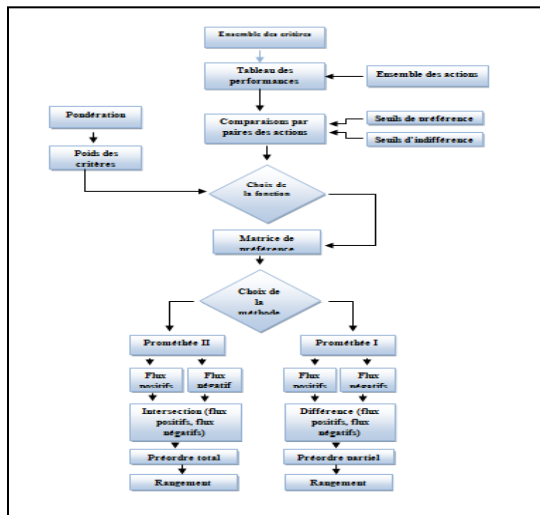 Ensemble des critères
Tableau des
performances
Ensemble des actions
Pondération
Comparaisons par
paires des actions
Seuils de préférence
Seuils d'indifférence
Poids des
critères
Choix de
la fonction
Matrice de
préférence
Choix de
la
méthode
Prométhée II
Prométhée I
Flux
positifs
Flux
négatif
Flux
positifs
Flux
négatifs
Intersection (flux
positifs, flux
négatifs)
Différence (flux
positifs, flux
négatifs)
Préordre total
Préordre partiel
Rangement
Rangement